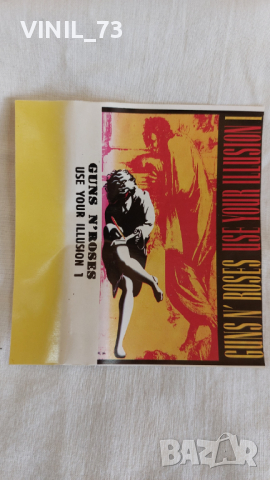 VINIL_73
GUNS N' ROSES
USE YOUR ILLUSION 1
GUNS N' ROSES USE YOUR ILLUSION I
BAZAR